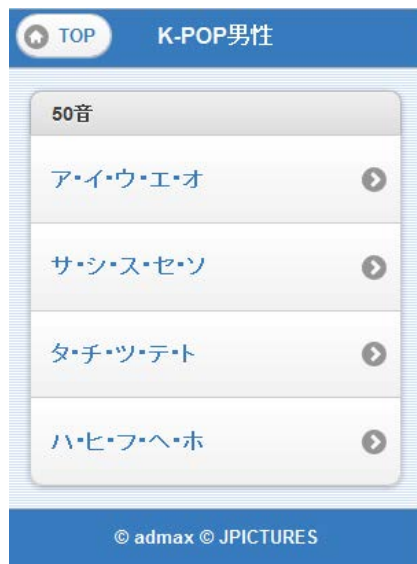 TOP K-POP男性
50音
ア・イ・ウ・エ・オ
サ・シ・ス・セ・ソ
タ・チ・ツ・テ・ト
ハ・ヒ・フ・ヘ・ホ
© admax © JPICTURES